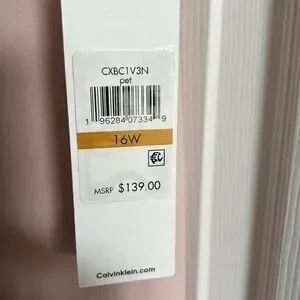 CXBC1V3N
pet
1 96284 07334 9
16W
MSRP $139.00
Calvinklein.com